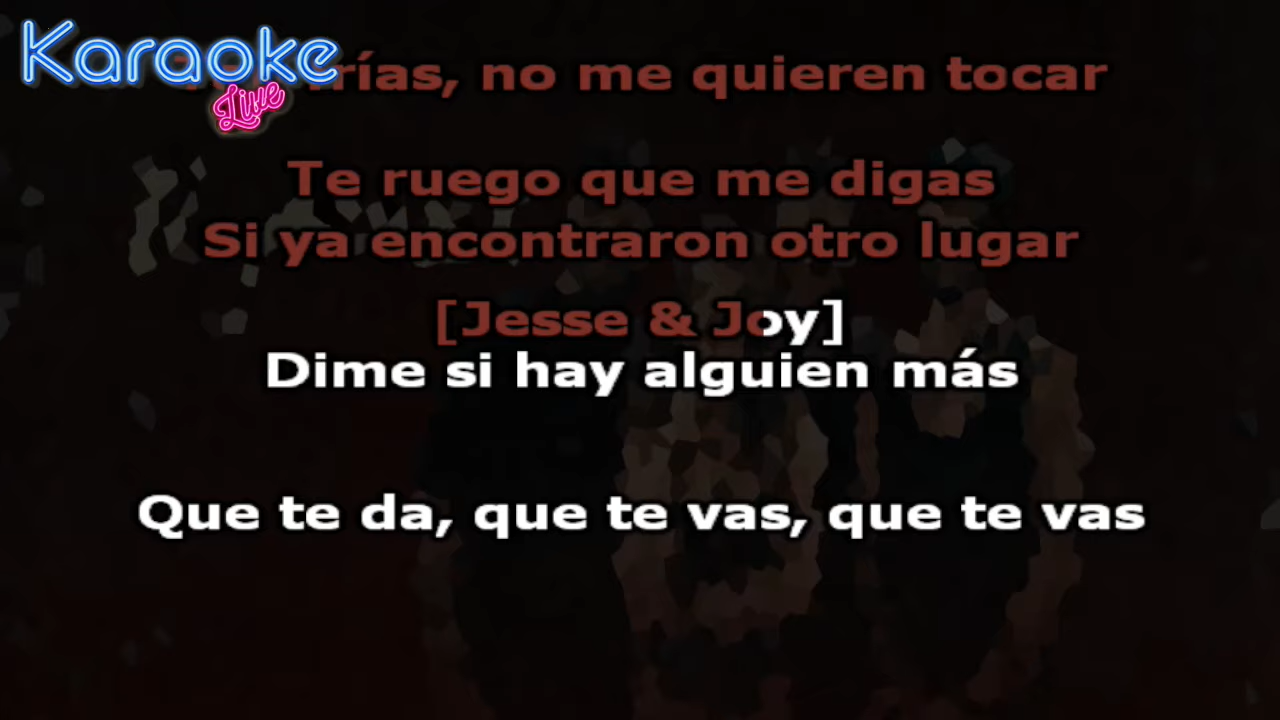 Karaoke
Live
rías, no me quieren tocar
Te ruego que me digas
Si ya encontraron otro lugar
[Jesse & Joy]
Dime si hay alguien más
Que te da, que te vas, que te vas